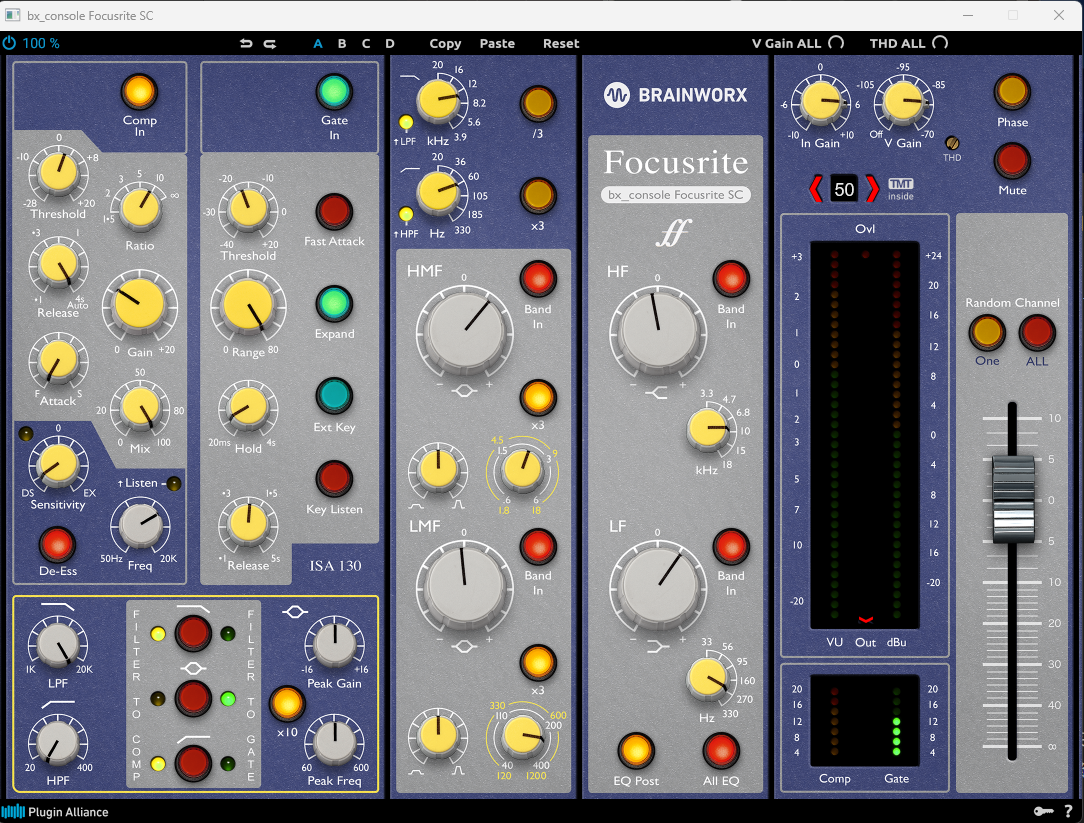 bx_console Focusrite SC
100 %
A B C D
Copy Paste Reset
V Gain ALL
THD ALL
Comp
In
-10 0 +8
-28 +20
Threshold
1•5 2 3 5 10 ∞
Ratio
•3 1
•1 4s
Auto
Release
0 +20
Gain
F S
Attack
20 50 80
0 100
Mix
0
DS EX
Sensitivity
↑ Listen
50Hz 20K
Freq
De-Ess
Gate
In
-20 -10
-30 0
-40 +20
Threshold
Fast Attack
0 80
Range
Expand
20ms 4s
Hold
Ext Key
Key Listen
•3 1•5
•1 5s
Release
ISA 130
1K 20K
LPF
20 400
HPF
FILTER TO COMP
FILTER TO GATE
x10
-16 +16
Peak Gain
60 600
Peak Freq
20 16 12 8.2 5.6 3.9
kHz
↑LPF
/3
20 36 60 105 185 330
Hz
↑HPF
x3
HMF
0
- +
Band
In
x3
4.5 9
1.5 3
.6 6
1.8 18
LMF
0
- +
Band
In
x3
330 600
110 200
40 400
120 1200
BRAINWORX
Focusrite
bx_console Focusrite SC
ff
HF
0
- +
Band
In
3.3 4.7 6.8 10 15 18
kHz
LF
0
- +
Band
In
33 56 95 160 270 330
Hz
EQ Post
All EQ
0
-6 6
-10 +10
In Gain
-95
-105 -85
Off -70
V Gain
THD
Phase
Mute
50
TMT
inside
Ovl
+3 2 1 0 1 2 3 5 7 10 -20
+24 20 16 12 8 4 0 4 8 12 16 -20
VU Out dBu
20 20
16 16
12 12
8 8
4 4
Comp Gate
Random Channel
One ALL
10
5
0
5
10
20
30
40
∞
Plugin Alliance
?